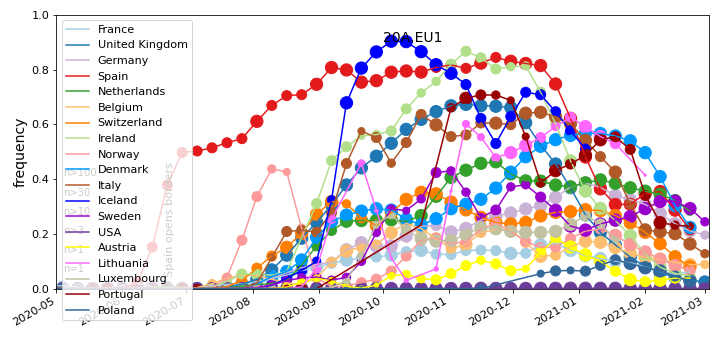 20A.EU1
frequency
1.0
0.8
0.6
0.4
0.2
0.0
France
United Kingdom
Germany
Spain
Netherlands
Belgium
Switzerland
Ireland
Norway
Italy
Iceland
Sweden
USA
Austria
Lithuania
Luxembourg
Portugal
Poland
n>100
n>30
n>10
n>3
n>1
n=1
Spain opens borders
2020-05
2020-06
2020-07
2020-08
2020-09
2020-10
2020-11
2020-12
2021-01
2021-02
2021-03